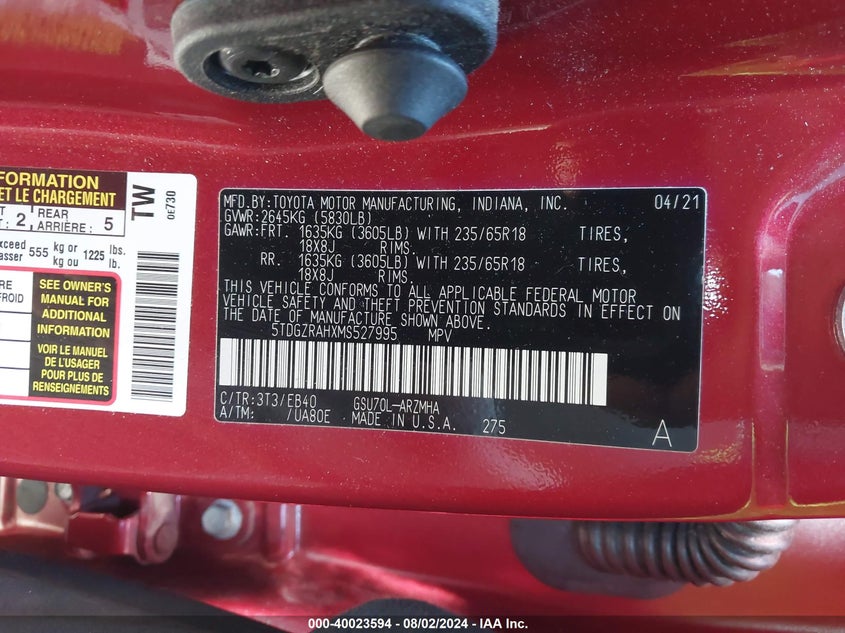 FORMATION
ET LE CHARGEMENT
2, REAR ARRIÈRE: 5
555 kg or ou 1225 lbs. lb.
SEE OWNER'S
MANUAL FOR
ADDITIONAL
INFORMATION
VOIR LE MANUEL
DE L'USAGER
POUR PLUS DE
RENSEIGNEMENTS
TW
0E730
MFD.BY:TOYOTA MOTOR MANUFACTURING, INDIANA, INC. 04/21
GVWR:2645KG (5830LB)
GAWR:FRT. 1635KG (3605LB) WITH 235/65R18 TIRES,
18X8J RIMS.
RR. 1635KG (3605LB) WITH 235/65R18 TIRES,
18X8J RIMS.
THIS VEHICLE CONFORMS TO ALL APPLICABLE FEDERAL MOTOR
VEHICLE SAFETY AND THEFT PREVENTION STANDARDS IN EFFECT ON
THE DATE OF MANUFACTURE SHOWN ABOVE.
5TDGZRAHXMS527995 MPV
C/TR:3T3/EB40 GSU70L-ARZMHA
A/TM: /UA80E MADE IN U.S.A. 275
A
000-40023594 - 08/02/2024 - IAA Inc.